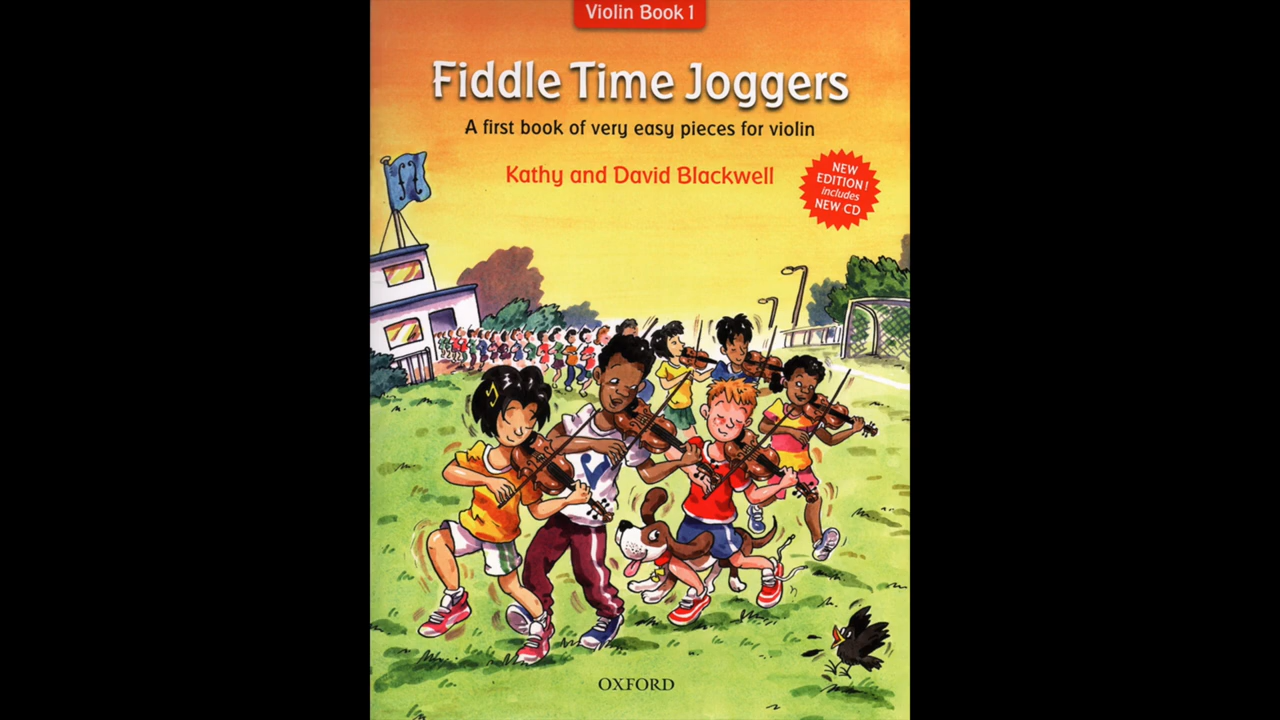 Violin Book 1
Fiddle Time Joggers
A first book of very easy pieces for violin
Kathy and David Blackwell
NEW
EDITION!
includes
NEW CD
OXFORD